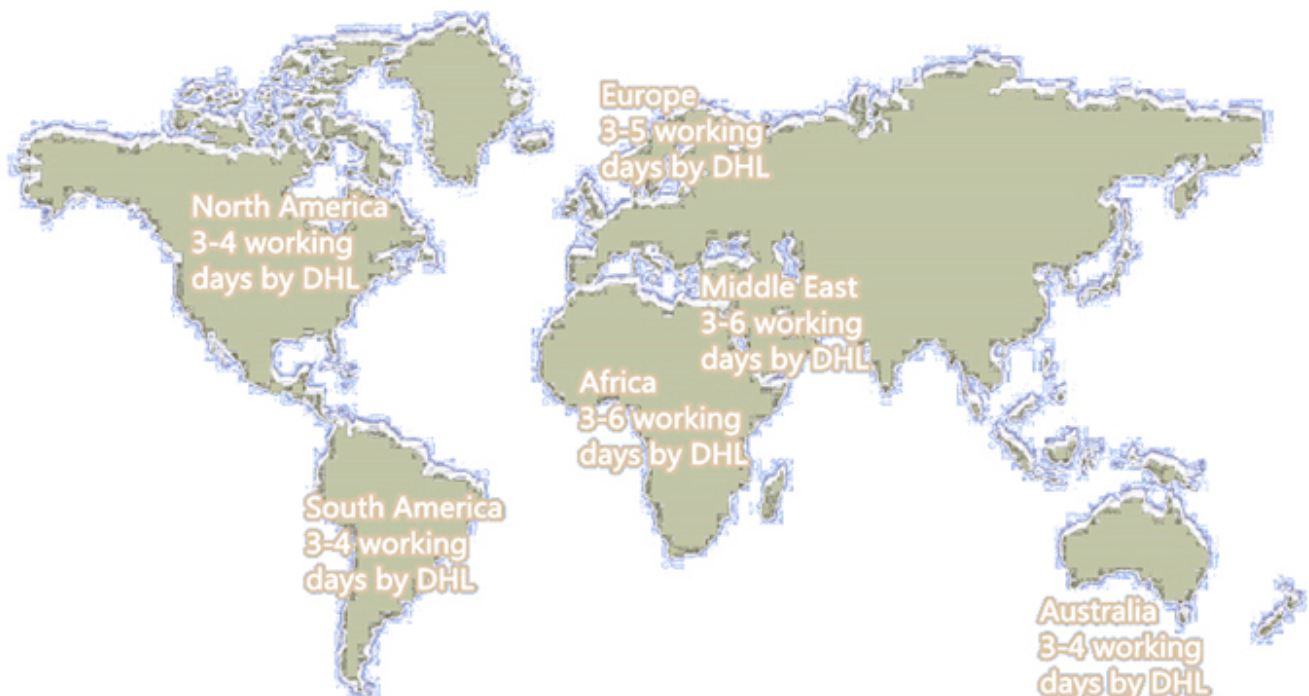 Europe
3-5 working
days by DHL
North America
3-4 working
days by DHL
Middle East
3-6 working
days by DHL
Africa
3-6 working
days by DHL
South America
3-4 working
days by DHL
Australia
3-4 working
days by DHL